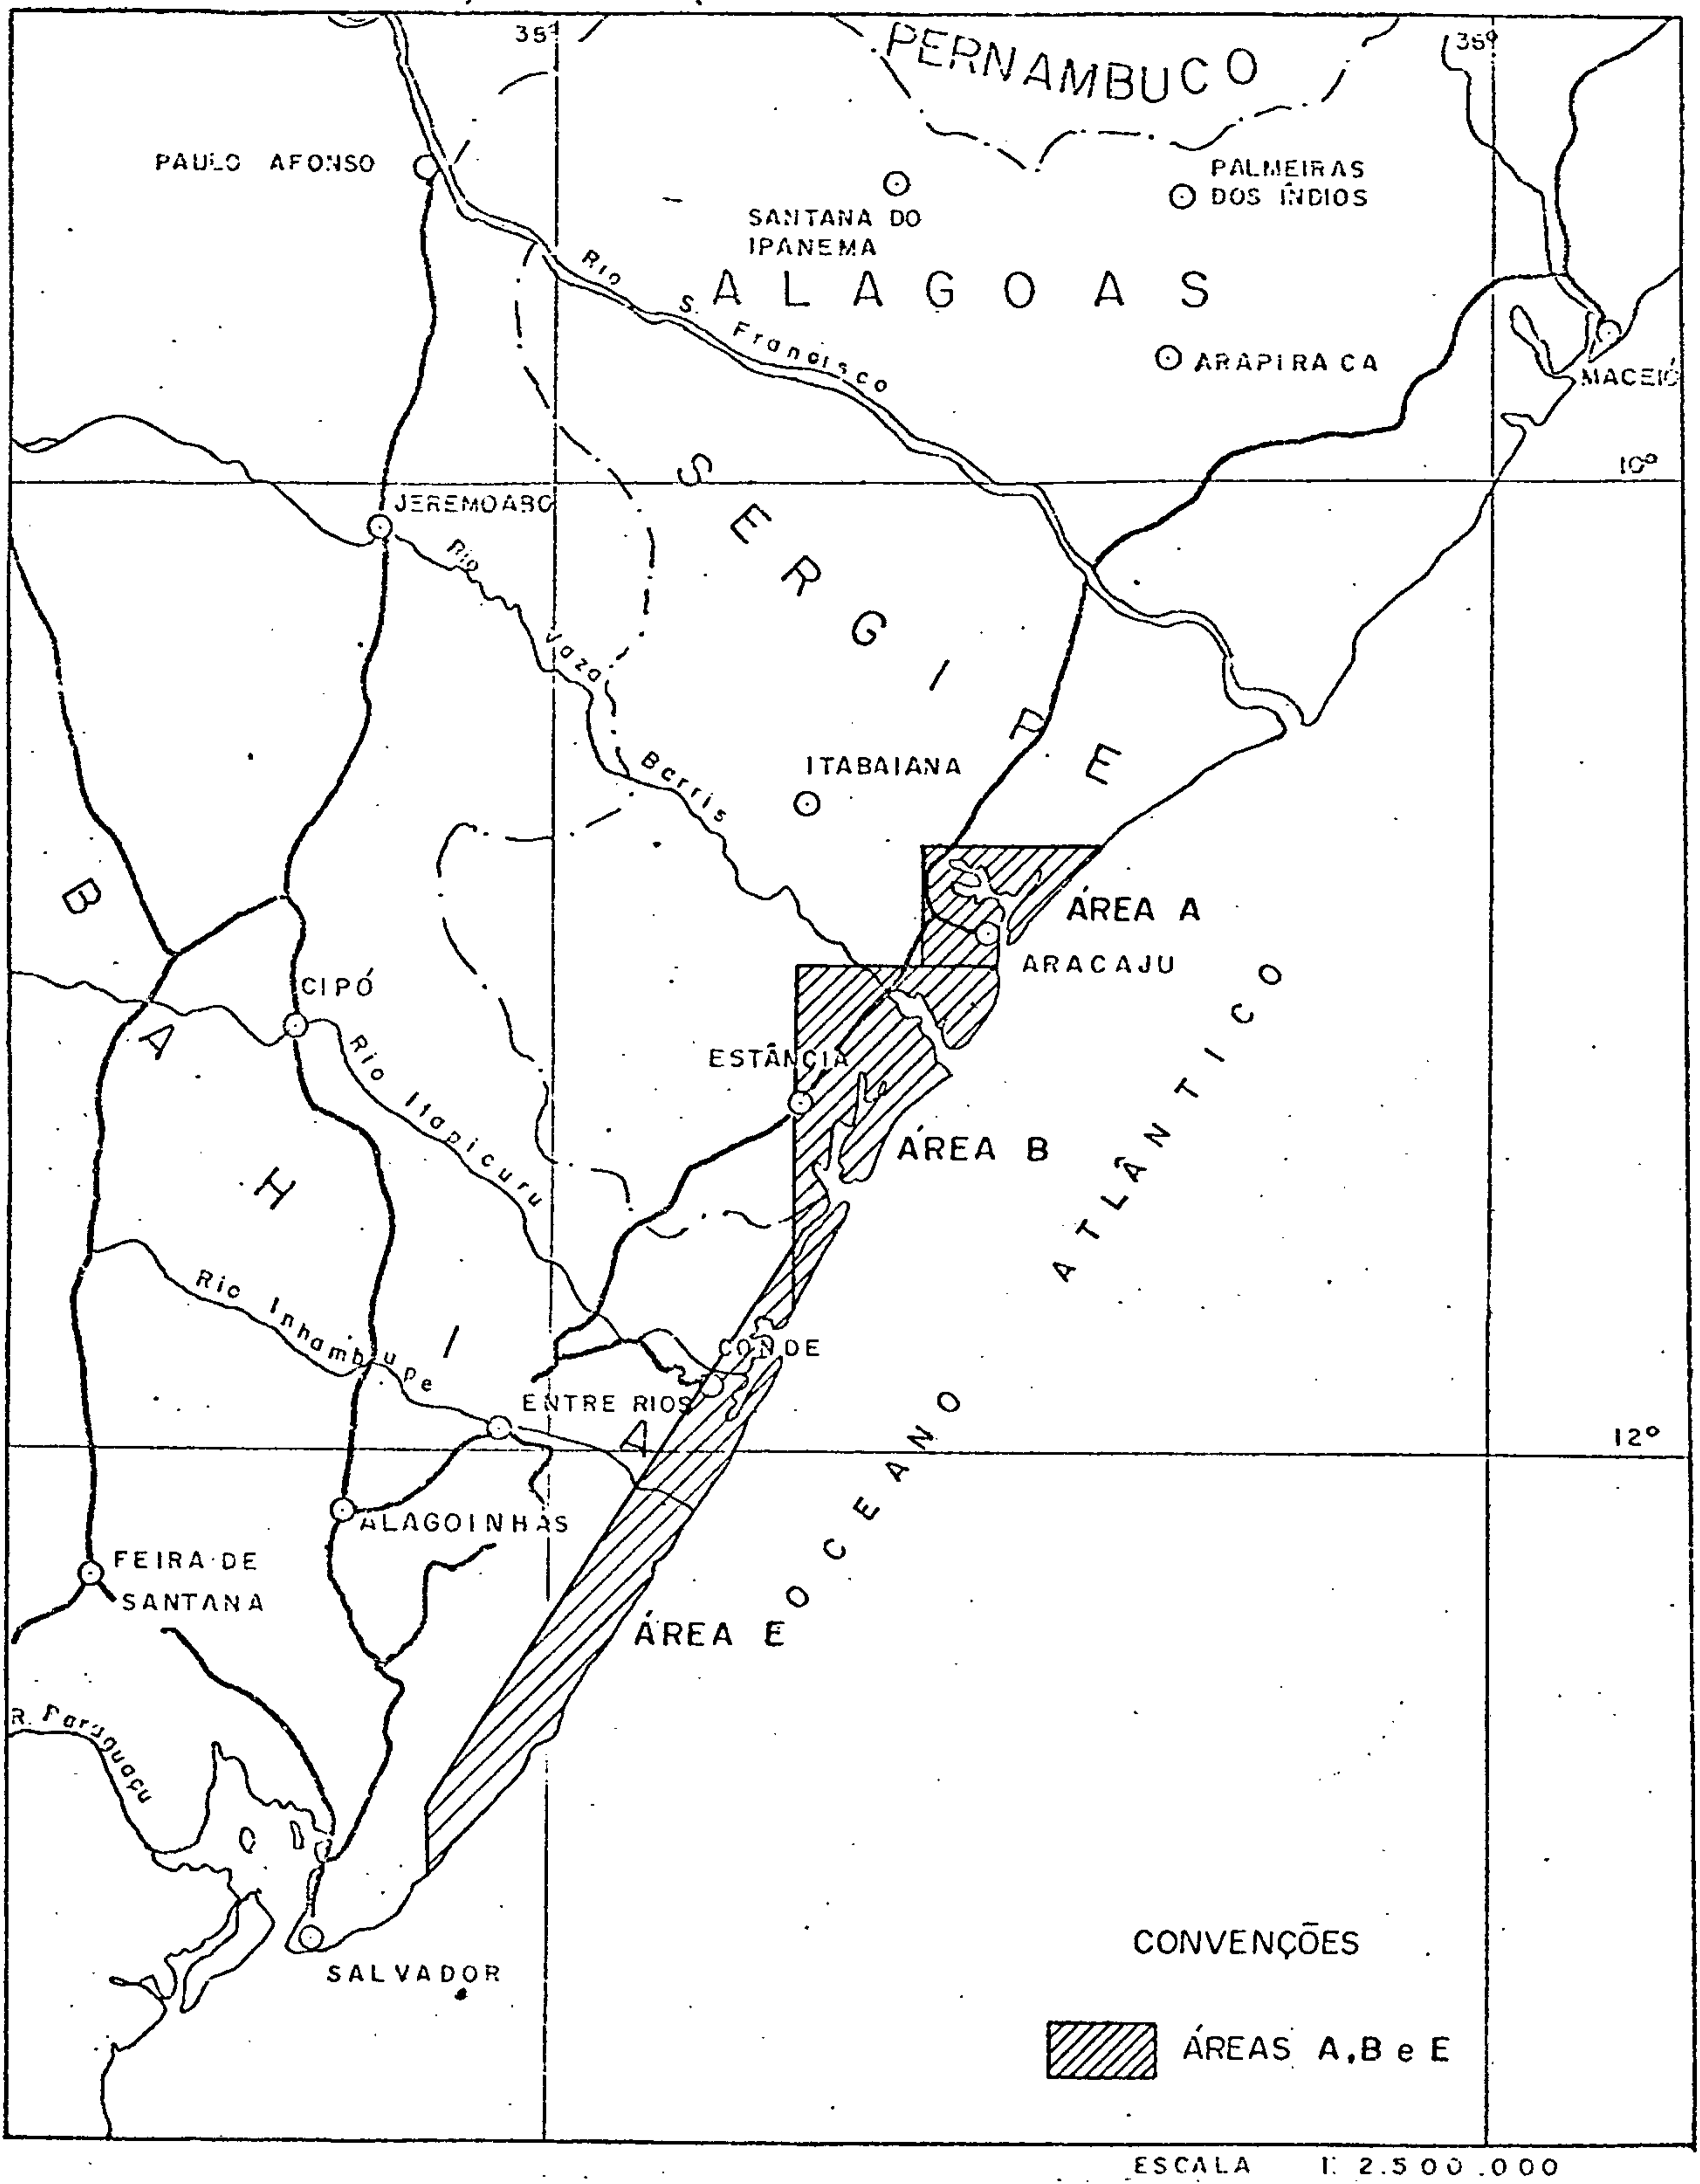 38°
36°
PERNAMBUCO
PAULO AFONSO
PALMEIRAS
DOS ÍNDIOS
SANTANA DO
IPANEMA
Rio S. Francisco
ALAGOAS
ARAPIRACA
MACEIÓ
10°
SERGIPE
JEREMOABO
Rio Vaza Barris
ITABAIANA
BAHIA
ÁREA A
ARACAJU
CIPÓ
ESTÂNCIA
Rio Itapicuru
ÁREA B
OCEANO ATLÂNTICO
Rio Inhambupe
CONDE
ENTRE RIOS
12°
ALAGOINHAS
FEIRA DE
SANTANA
ÁREA E
R. Paraguaçu
SALVADOR
CONVENÇÕES
ÁREAS A,B e E
ESCALA 1: 2.500.000